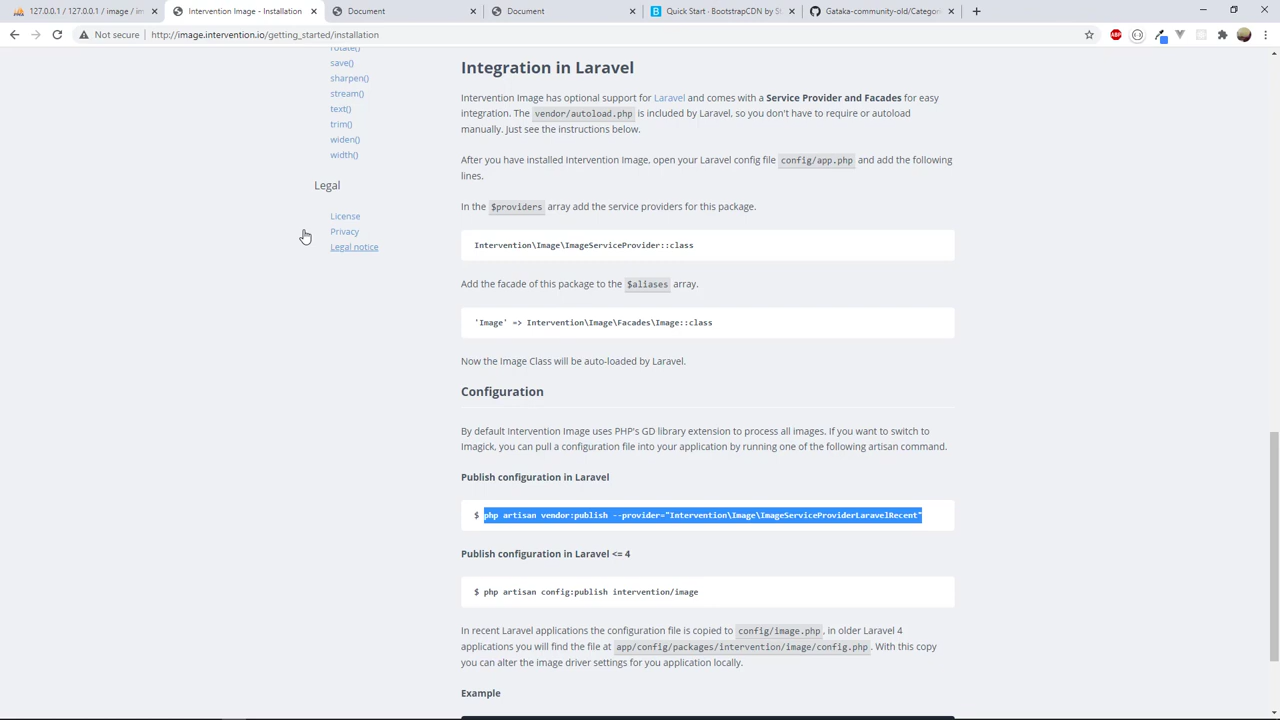 127.0.0.1 / 127.0.0.1 / image / im
Intervention Image - Installation
Document
Document
Quick Start · BootstrapCDN by St
Gataka-community-old/Categori
Not secure | http://image.intervention.io/getting_started/installation
rotate()
save()
sharpen()
stream()
text()
trim()
widen()
width()
Legal
License
Privacy
Legal notice
Integration in Laravel
Intervention Image has optional support for Laravel and comes with a Service Provider and Facades for easy
integration. The vendor/autoload.php is included by Laravel, so you don't have to require or autoload
manually. Just see the instructions below.
After you have installed Intervention Image, open your Laravel config file config/app.php and add the following
lines.
In the $providers array add the service providers for this package.
Intervention\Image\ImageServiceProvider::class
Add the facade of this package to the $aliases array.
'Image' => Intervention\Image\Facades\Image::class
Now the Image Class will be auto-loaded by Laravel.
Configuration
By default Intervention Image uses PHP's GD library extension to process all images. If you want to switch to
Imagick, you can pull a configuration file into your application by running one of the following artisan command.
Publish configuration in Laravel
$ php artisan vendor:publish --provider="Intervention\Image\ImageServiceProviderLaravelRecent"
Publish configuration in Laravel <= 4
$ php artisan config:publish intervention/image
In recent Laravel applications the configuration file is copied to config/image.php, in older Laravel 4
applications you will find the file at app/config/packages/intervention/image/config.php. With this copy
you can alter the image driver settings for you application locally.
Example